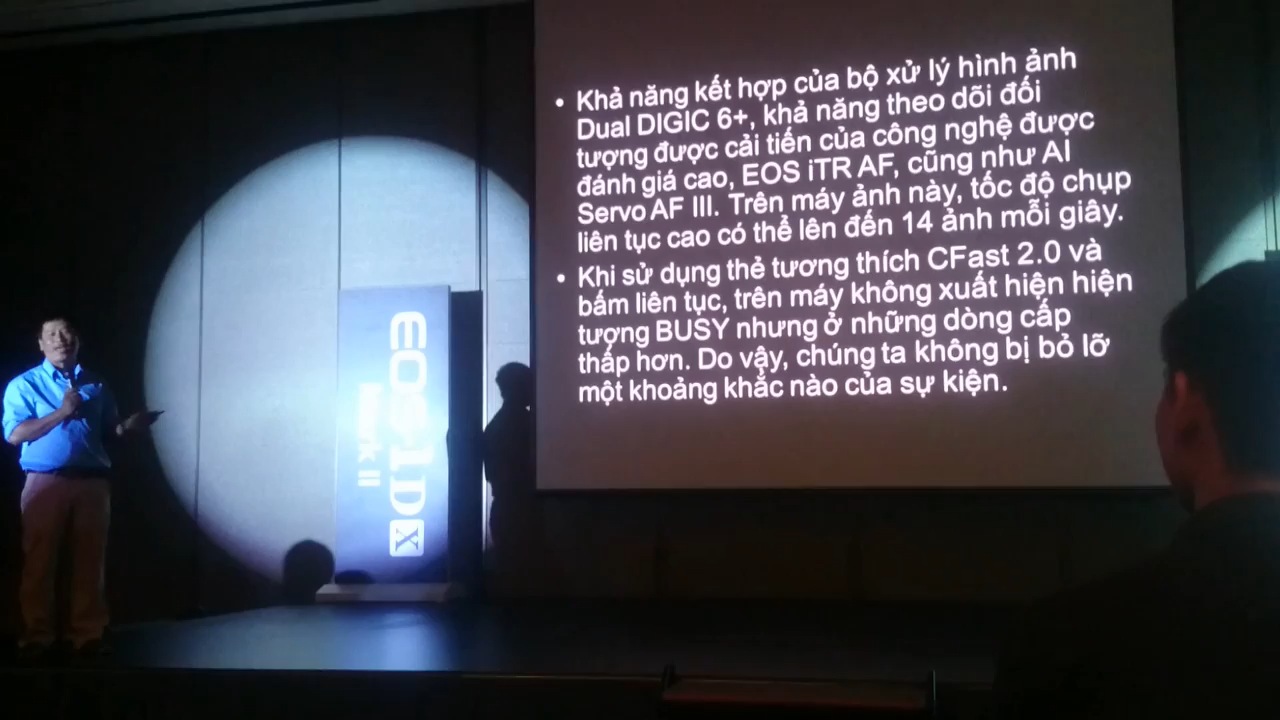 EOS-1D X
Mark II
• Khả năng kết hợp của bộ xử lý hình ảnh
Dual DIGIC 6+, khả năng theo dõi đối
tượng được cải tiến của công nghệ được
đánh giá cao, EOS iTR AF, cũng như AI
Servo AF III. Trên máy ảnh này, tốc độ chụp
liên tục cao có thể lên đến 14 ảnh mỗi giây.
• Khi sử dụng thẻ tương thích CFast 2.0 và
bấm liên tục, trên máy không xuất hiện hiện
tượng BUSY nhưng ở những dòng cấp
thấp hơn. Do vậy, chúng ta không bị bỏ lỡ
một khoảng khắc nào của sự kiện.